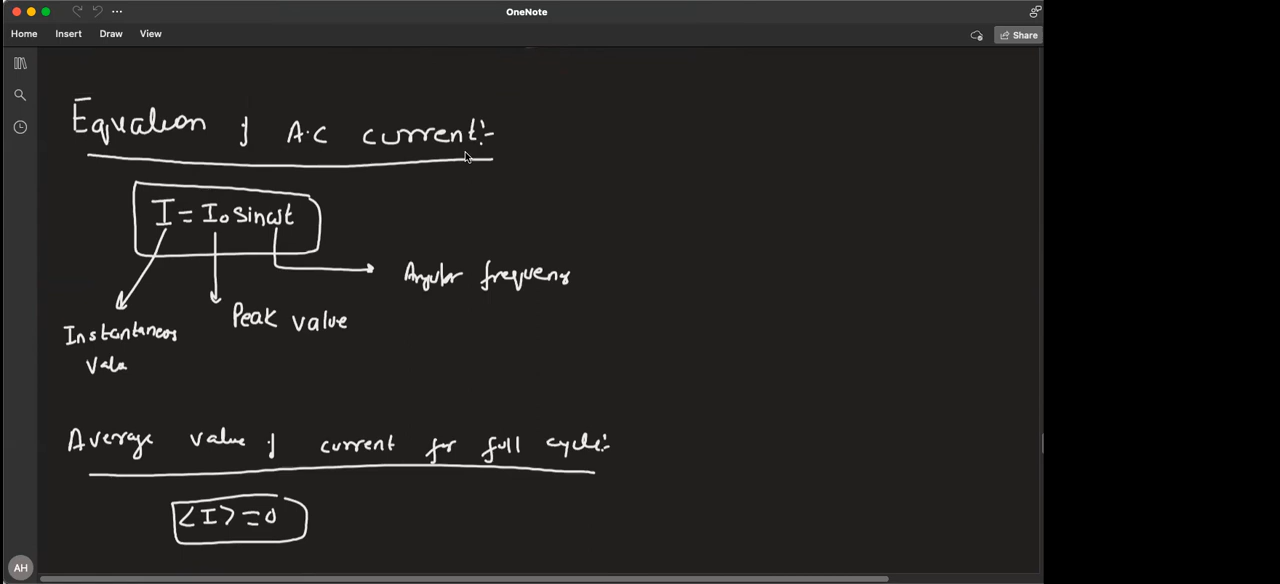 OneNote
Home Insert Draw View
Share
Equation of A.C current:-
I = I₀ sinωt
Angular frequency
Peak value
Instantaneous
Value
Average value of current for full cycle:-
<I> = 0
AH